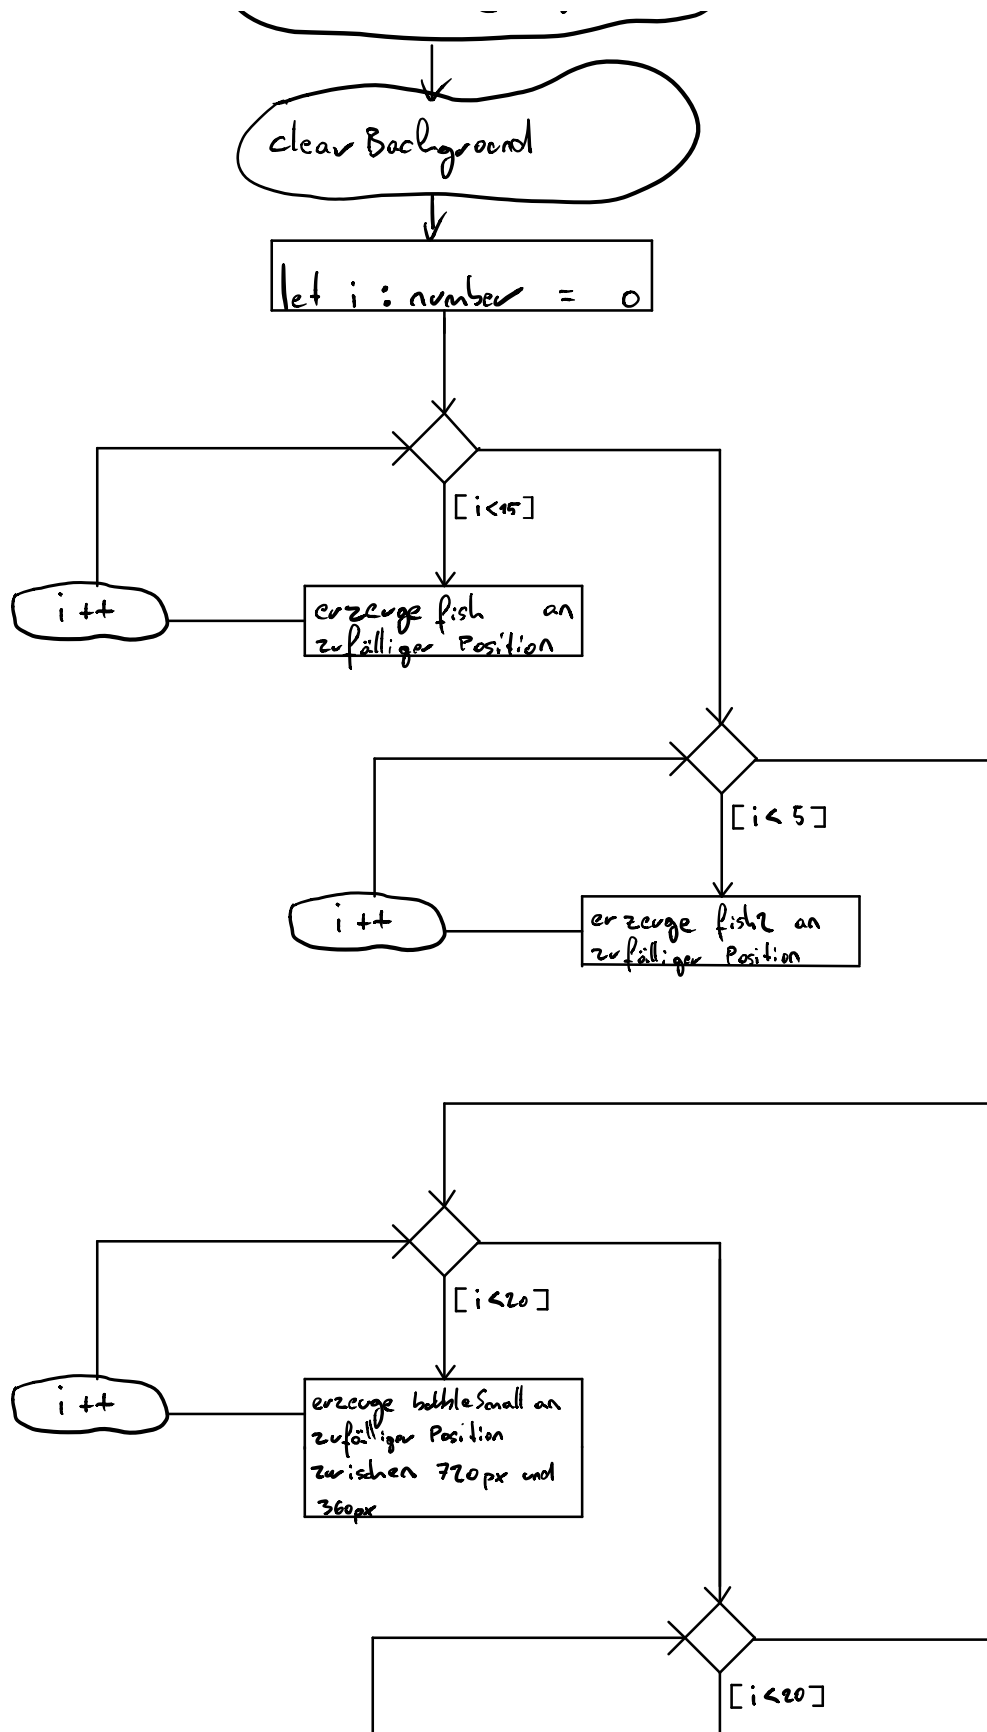 clear Background
let i : number = 0
[i<15]
i ++
erzeuge fish an
zufälliger Position
[i<5]
i ++
erzeuge fish2 an
zufälliger Position
[i<20]
i ++
erzeuge bubbleSmall an
zufälliger Position
zwischen 720px und
360px
[i<20]